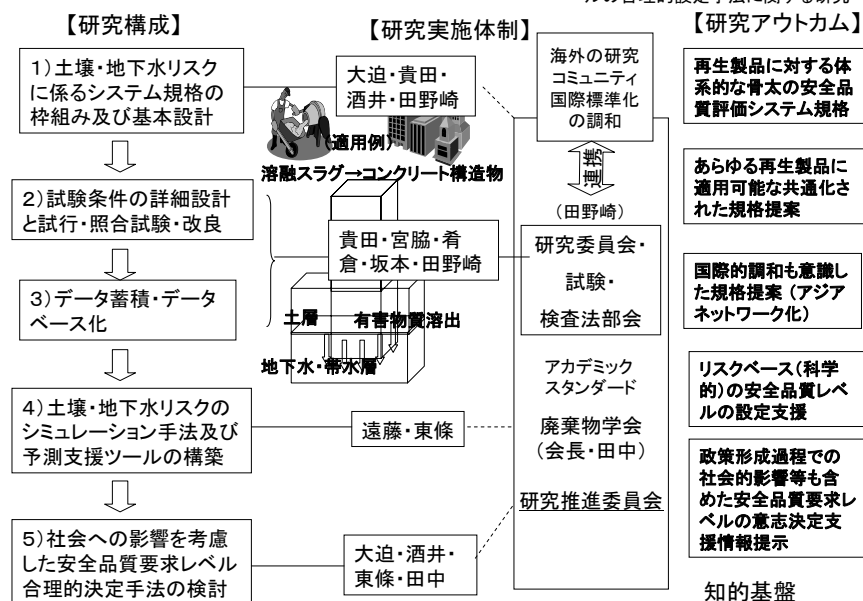 ルの合理的設定手法に関する研究
【研究構成】
1）土壌・地下水リスク
に係るシステム規格の
枠組み及び基本設計
2）試験条件の詳細設計
と試行・照合試験・改良
3）データ蓄積・データ
ベース化
4）土壌・地下水リスクの
シミュレーション手法及び
予測支援ツールの構築
5）社会への影響を考慮
した安全品質要求レベル
合理的決定手法の検討
【研究実施体制】
大迫・貴田・
酒井・田野崎
（適用例）
溶融スラグ→コンクリート構造物
貴田・宮脇・肴
倉・坂本・田野崎
土層
有害物質溶出
地下水・帯水層
遠藤・東條
大迫・酒井・
東條・田中
海外の研究
コミュニティ
国際標準化
の調和
連携
（田野崎）
研究委員会・
試験・
検査法部会
アカデミック
スタンダード
廃棄物学会
（会長・田中）
研究推進委員会
【研究アウトカム】
再生製品に対する体
系的な骨太の安全品
質評価システム規格
あらゆる再生製品に
適用可能な共通化さ
れた規格提案
国際的調和も意識し
た規格提案（アジア
ネットワーク化）
リスクベース（科学
的）の安全品質レベ
ルの設定支援
政策形成過程での
社会的影響等も含
めた安全品質要求レ
ベルの意志決定支
援情報提示
知的基盤